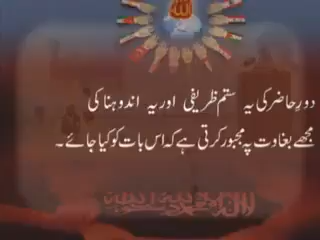 دورِ حاضر کی یہ ستم ظریفی اور یہ اندوہناکی
مجھے بغاوت پہ مجبور کرتی ہے کہ اس بات کو کیا جائے ۔